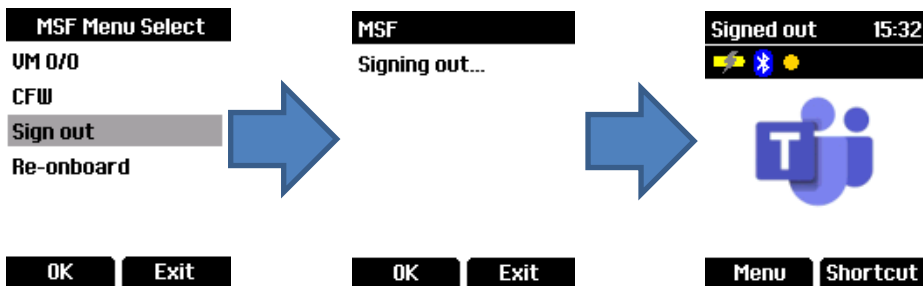 MSF Menu Select
VM 0/0
CFW
Sign out
Re-onboard
OK Exit
MSF
Signing out...
OK Exit
Signed out 15:32
T
Menu Shortcut